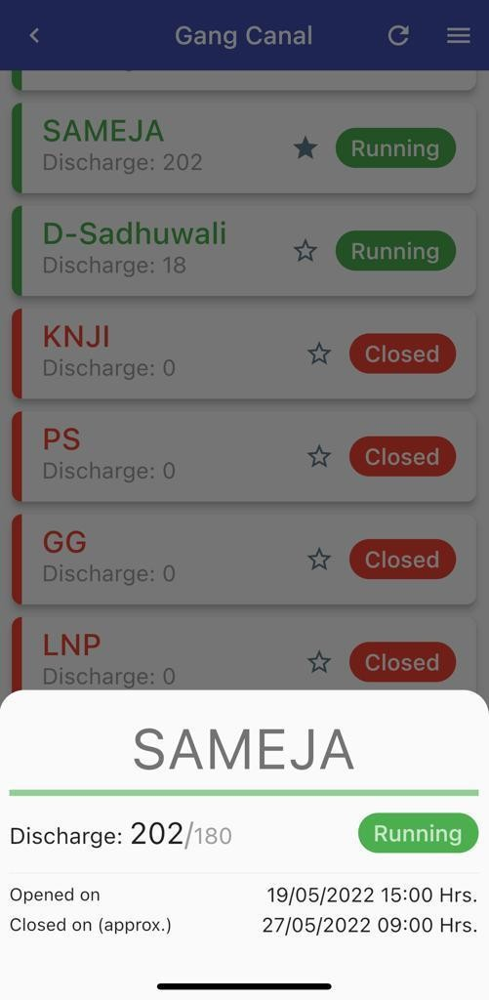 Gang Canal
SAMEJA
Discharge: 202
Running
D-Sadhuwali
Discharge: 18
Running
KNJI
Discharge: 0
Closed
PS
Discharge: 0
Closed
GG
Discharge: 0
Closed
LNP
Discharge: 0
Closed
SAMEJA
Discharge: 202/180
Running
Opened on 19/05/2022 15:00 Hrs.
Closed on (approx.) 27/05/2022 09:00 Hrs.